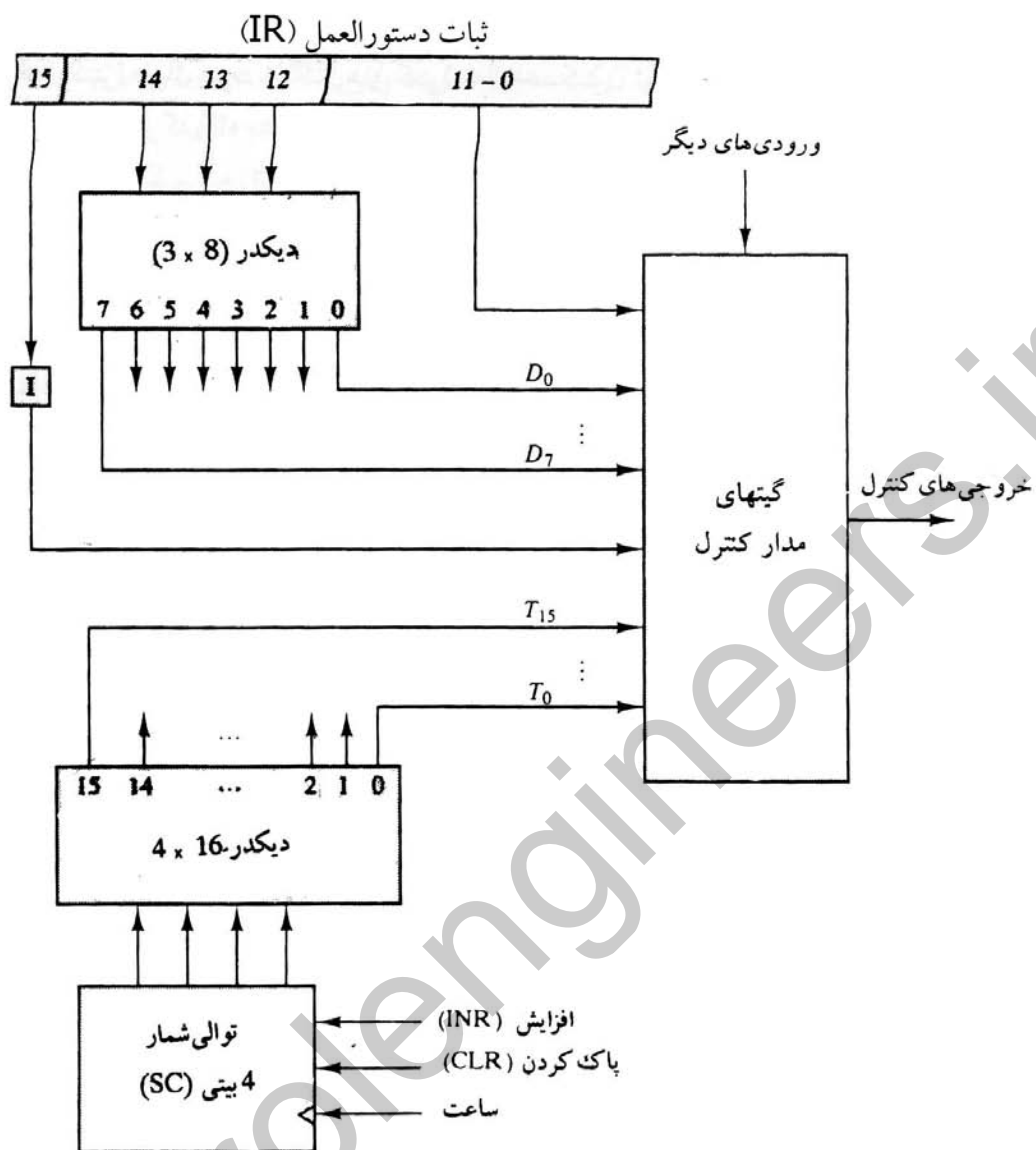 ثبات دستورالعمل (IR)
15 14 13 12 11 - 0
ورودی‌های دیگر
دیکدر (3 × 8)
7 6 5 4 3 2 1 0
I
D0
⋮
D7
گیتهای
مدار کنترل
خروجی‌های کنترل
T15
⋮
T0
...
15 14 ... 2 1 0
دیکدر 4 × 16
توالی شمار
4 بیتی (SC)
افزایش (INR)
پاک کردن (CLR)
ساعت
rolengineers.ir